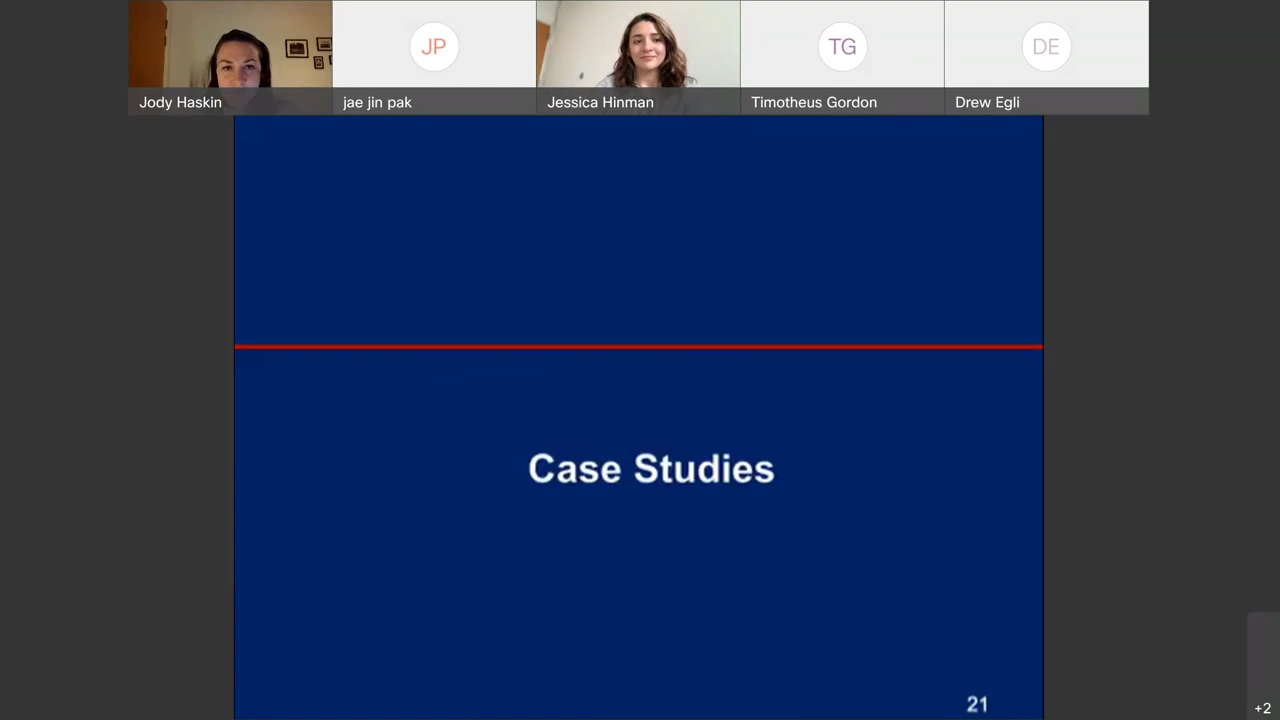 JP
TG
DE
Jody Haskin
jae jin pak
Jessica Hinman
Timotheus Gordon
Drew Egli
Case Studies
21
+2